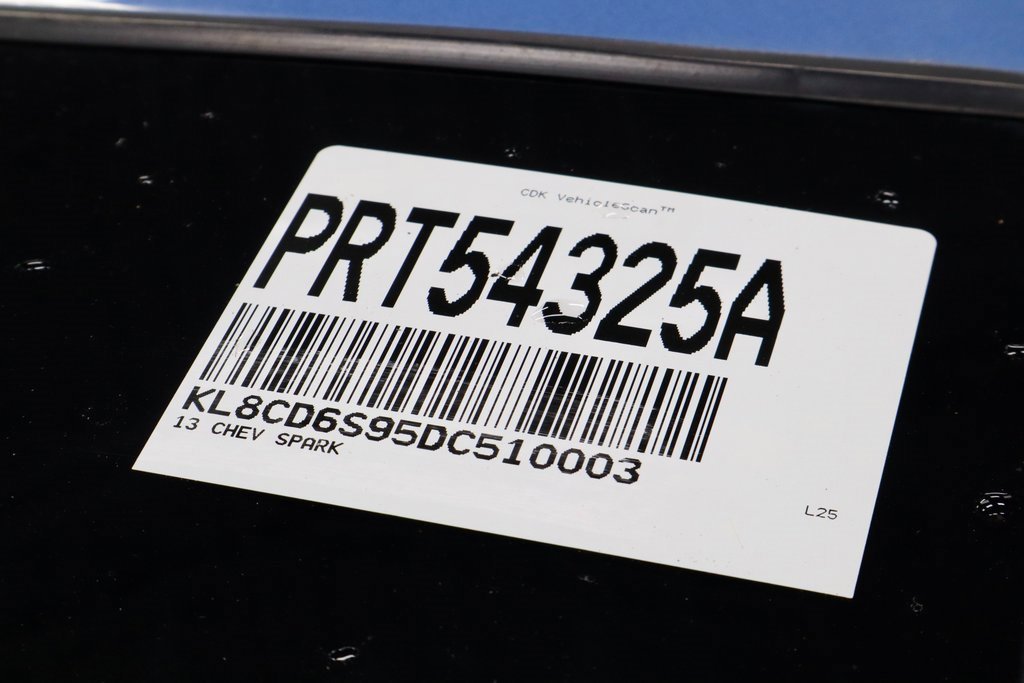 CDK VehicleScan™
PRT54325A
KL8CD6S95DC510003
13 CHEV SPARK
L25